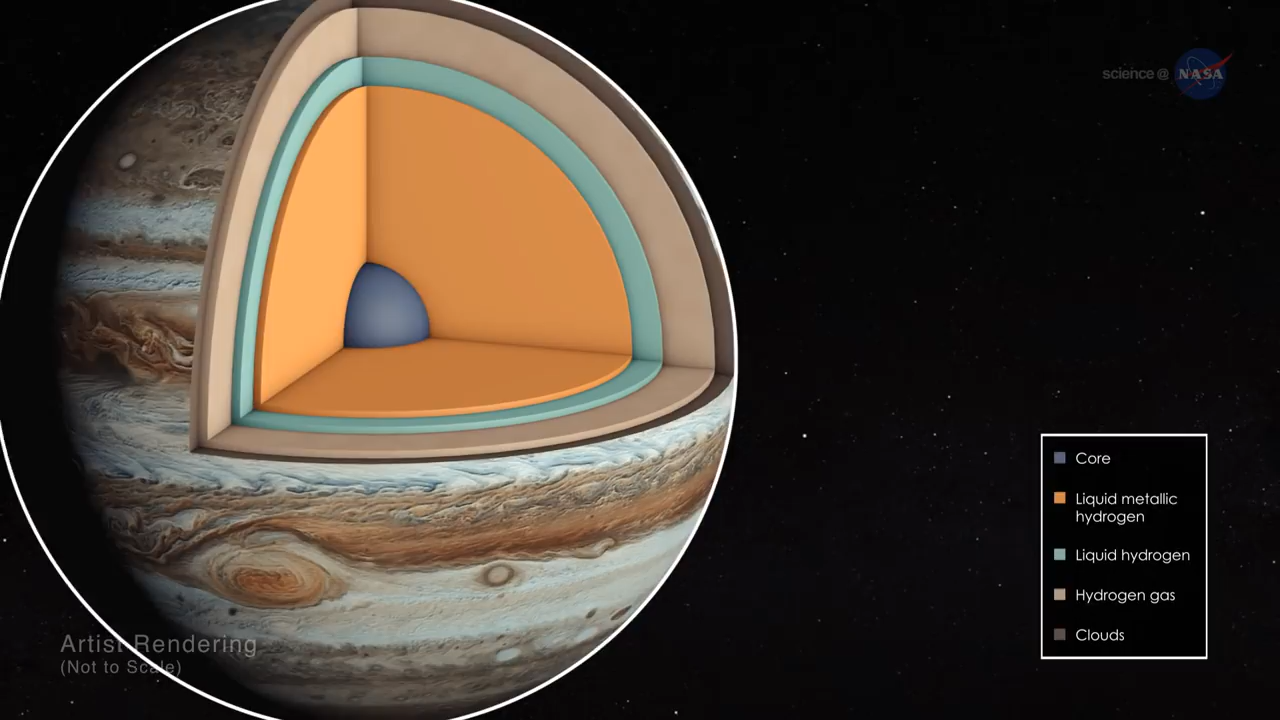 science@ NASA
Core
Liquid metallic
hydrogen
Liquid hydrogen
Hydrogen gas
Clouds
Artist Rendering
(Not to Scale)